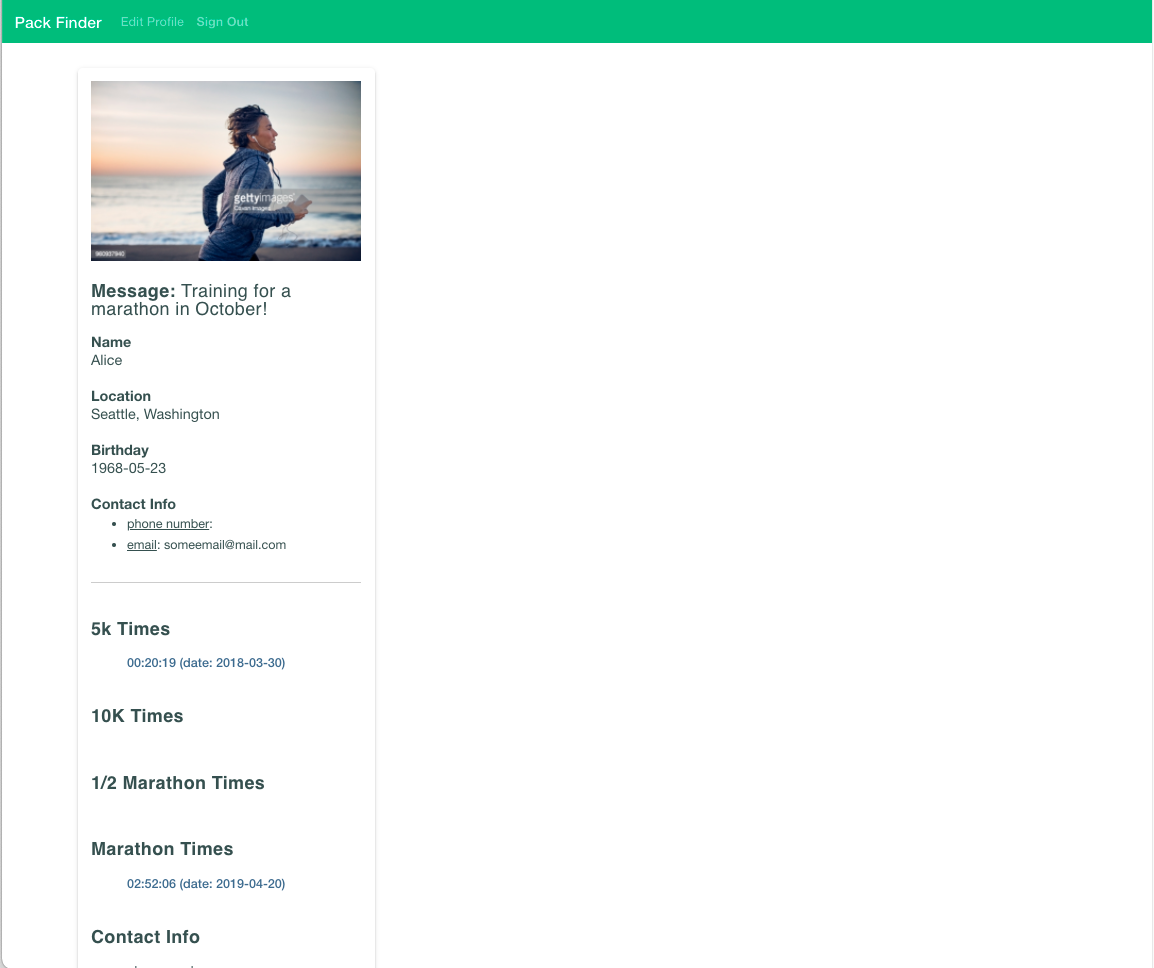 Pack Finder Edit Profile Sign Out
gettyimages
Cavan Images
960937940
Message: Training for a
marathon in October!
Name
Alice
Location
Seattle, Washington
Birthday
1968-05-23
Contact Info
• phone number:
• email: someemail@mail.com
5k Times
00:20:19 (date: 2018-03-30)
10K Times
1/2 Marathon Times
Marathon Times
02:52:06 (date: 2019-04-20)
Contact Info